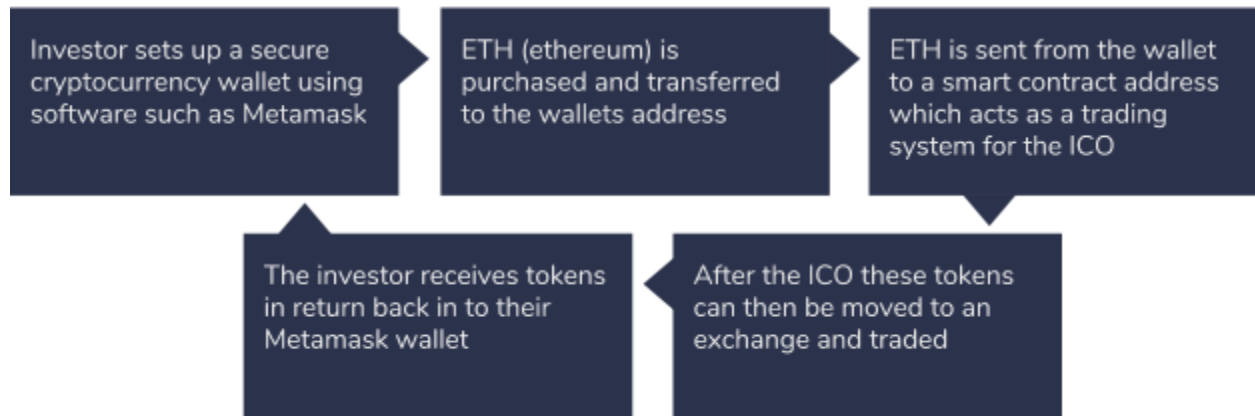 Investor sets up a secure
cryptocurrency wallet using
software such as Metamask
ETH (ethereum) is
purchased and transferred
to the wallets address
ETH is sent from the wallet
to a smart contract address
which acts as a trading
system for the ICO
The investor receives tokens
in return back in to their
Metamask wallet
After the ICO these tokens
can then be moved to an
exchange and traded